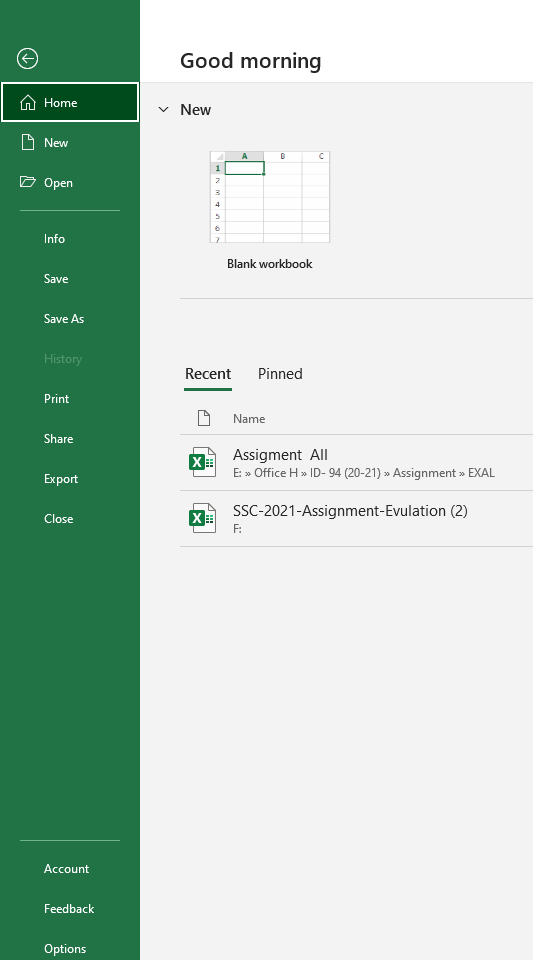 Good morning
Home
New
Open
Info
Save
Save As
History
Print
Share
Export
Close
Account
Feedback
Options
New
A B C
1
2
3
4
5
6
7
Blank workbook
Recent Pinned
Name
Assigment All
E: » Office H » ID- 94 (20-21) » Assignment » EXAL
SSC-2021-Assignment-Evulation (2)
F: